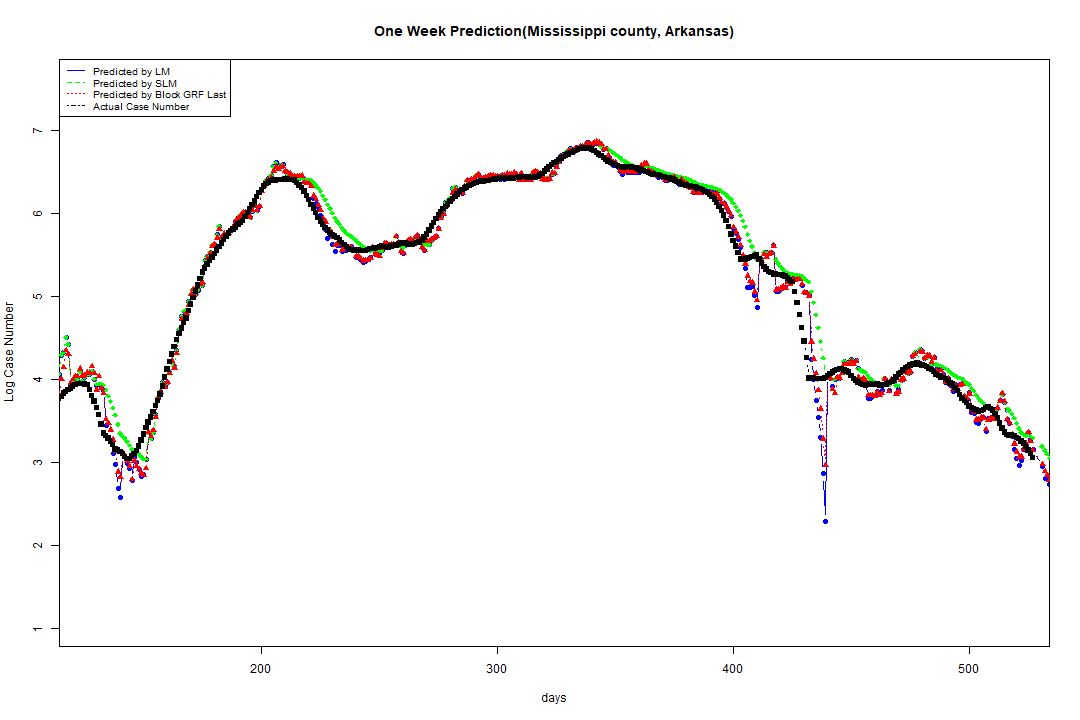 One Week Prediction(Mississippi county, Arkansas)
Predicted by LM
Predicted by SLM
Predicted by Block GRF Last
Actual Case Number
7
6
5
4
3
2
1
Log Case Number
200 300 400 500
days